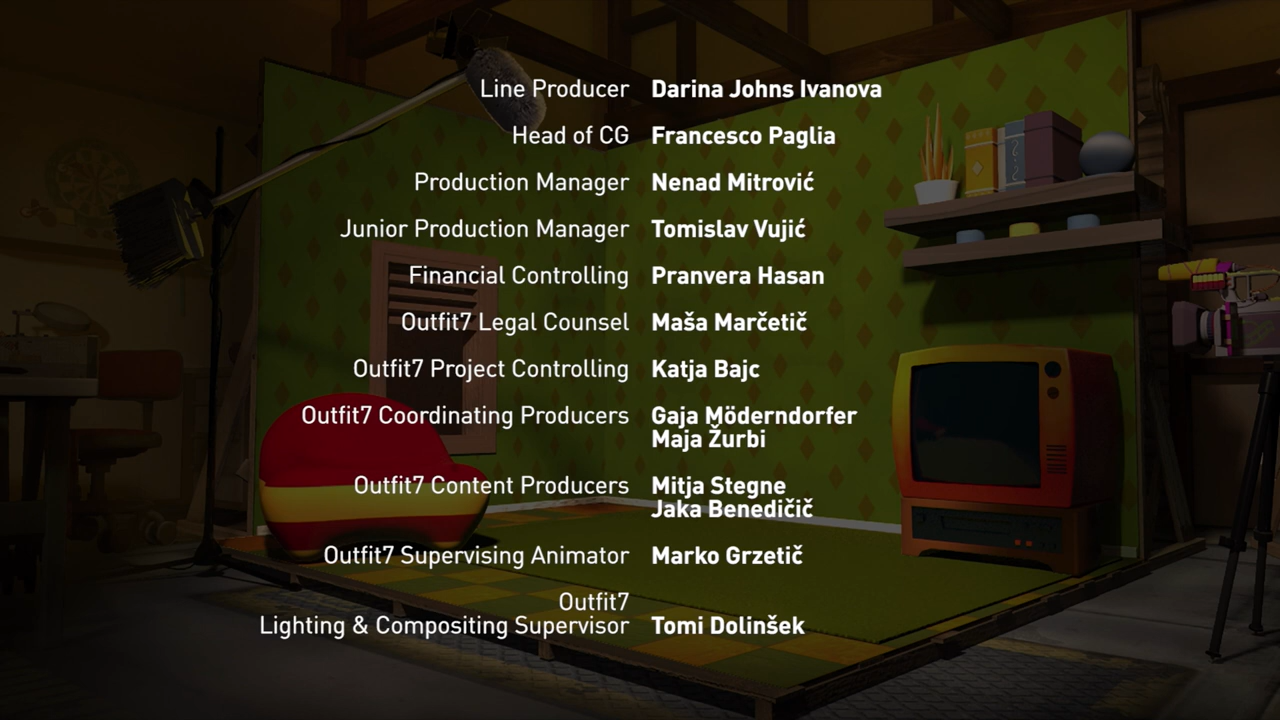 Line Producer Darina Johns Ivanova
Head of CG Francesco Paglia
Production Manager Nenad Mitrović
Junior Production Manager Tomislav Vujić
Financial Controlling Pranvera Hasan
Outfit7 Legal Counsel Maša Marčetič
Outfit7 Project Controlling Katja Bajc
Outfit7 Coordinating Producers Gaja Möderndorfer
Maja Žurbi
Outfit7 Content Producers Mitja Stegne
Jaka Benedičič
Outfit7 Supervising Animator Marko Grzetič
Outfit7
Lighting & Compositing Supervisor Tomi Dolinšek